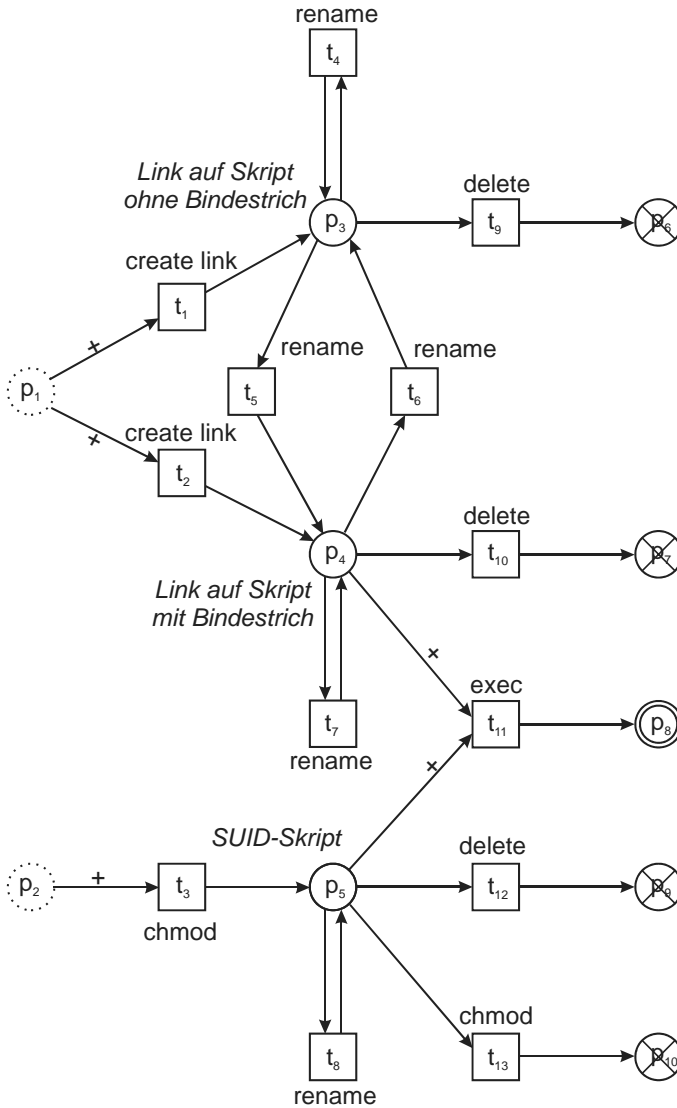 rename
t4
Link auf Skript
ohne Bindestrich
delete
p3
t9
p6
create link
t1
+
rename
rename
p1
t5
t6
+
create link
t2
delete
p4
t10
p7
Link auf Skript
mit Bindestrich
+
exec
t7
t11
p8
rename
+
SUID-Skript
delete
p2
+
t3
p5
t12
p9
chmod
chmod
t8
t13
p10
rename